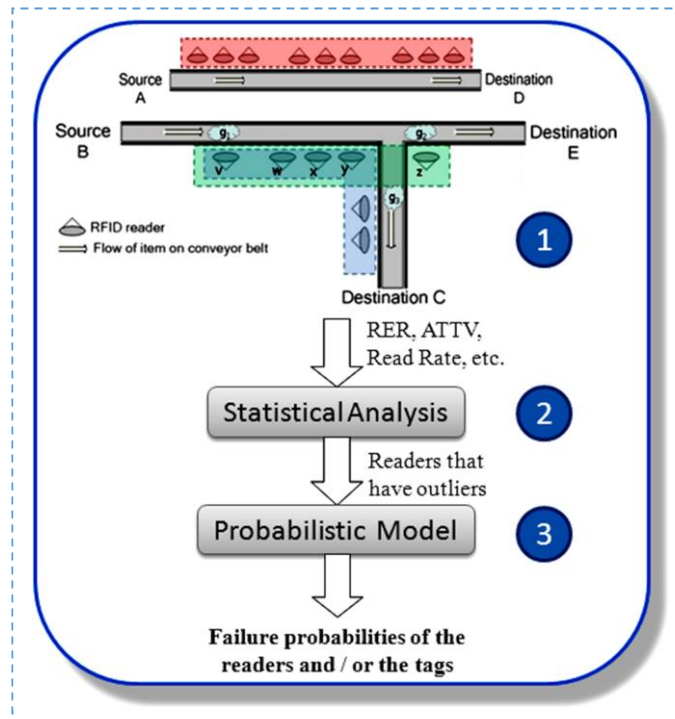 Source
A
Destination
D
Source
B
g1
g2
Destination
E
v
w
x
y
z
g3
RFID reader
Flow of item on conveyor belt
1
Destination C
RER, ATTV,
Read Rate, etc.
Statistical Analysis
2
Readers that
have outliers
Probabilistic Model
3
Failure probabilities of the
readers and / or the tags